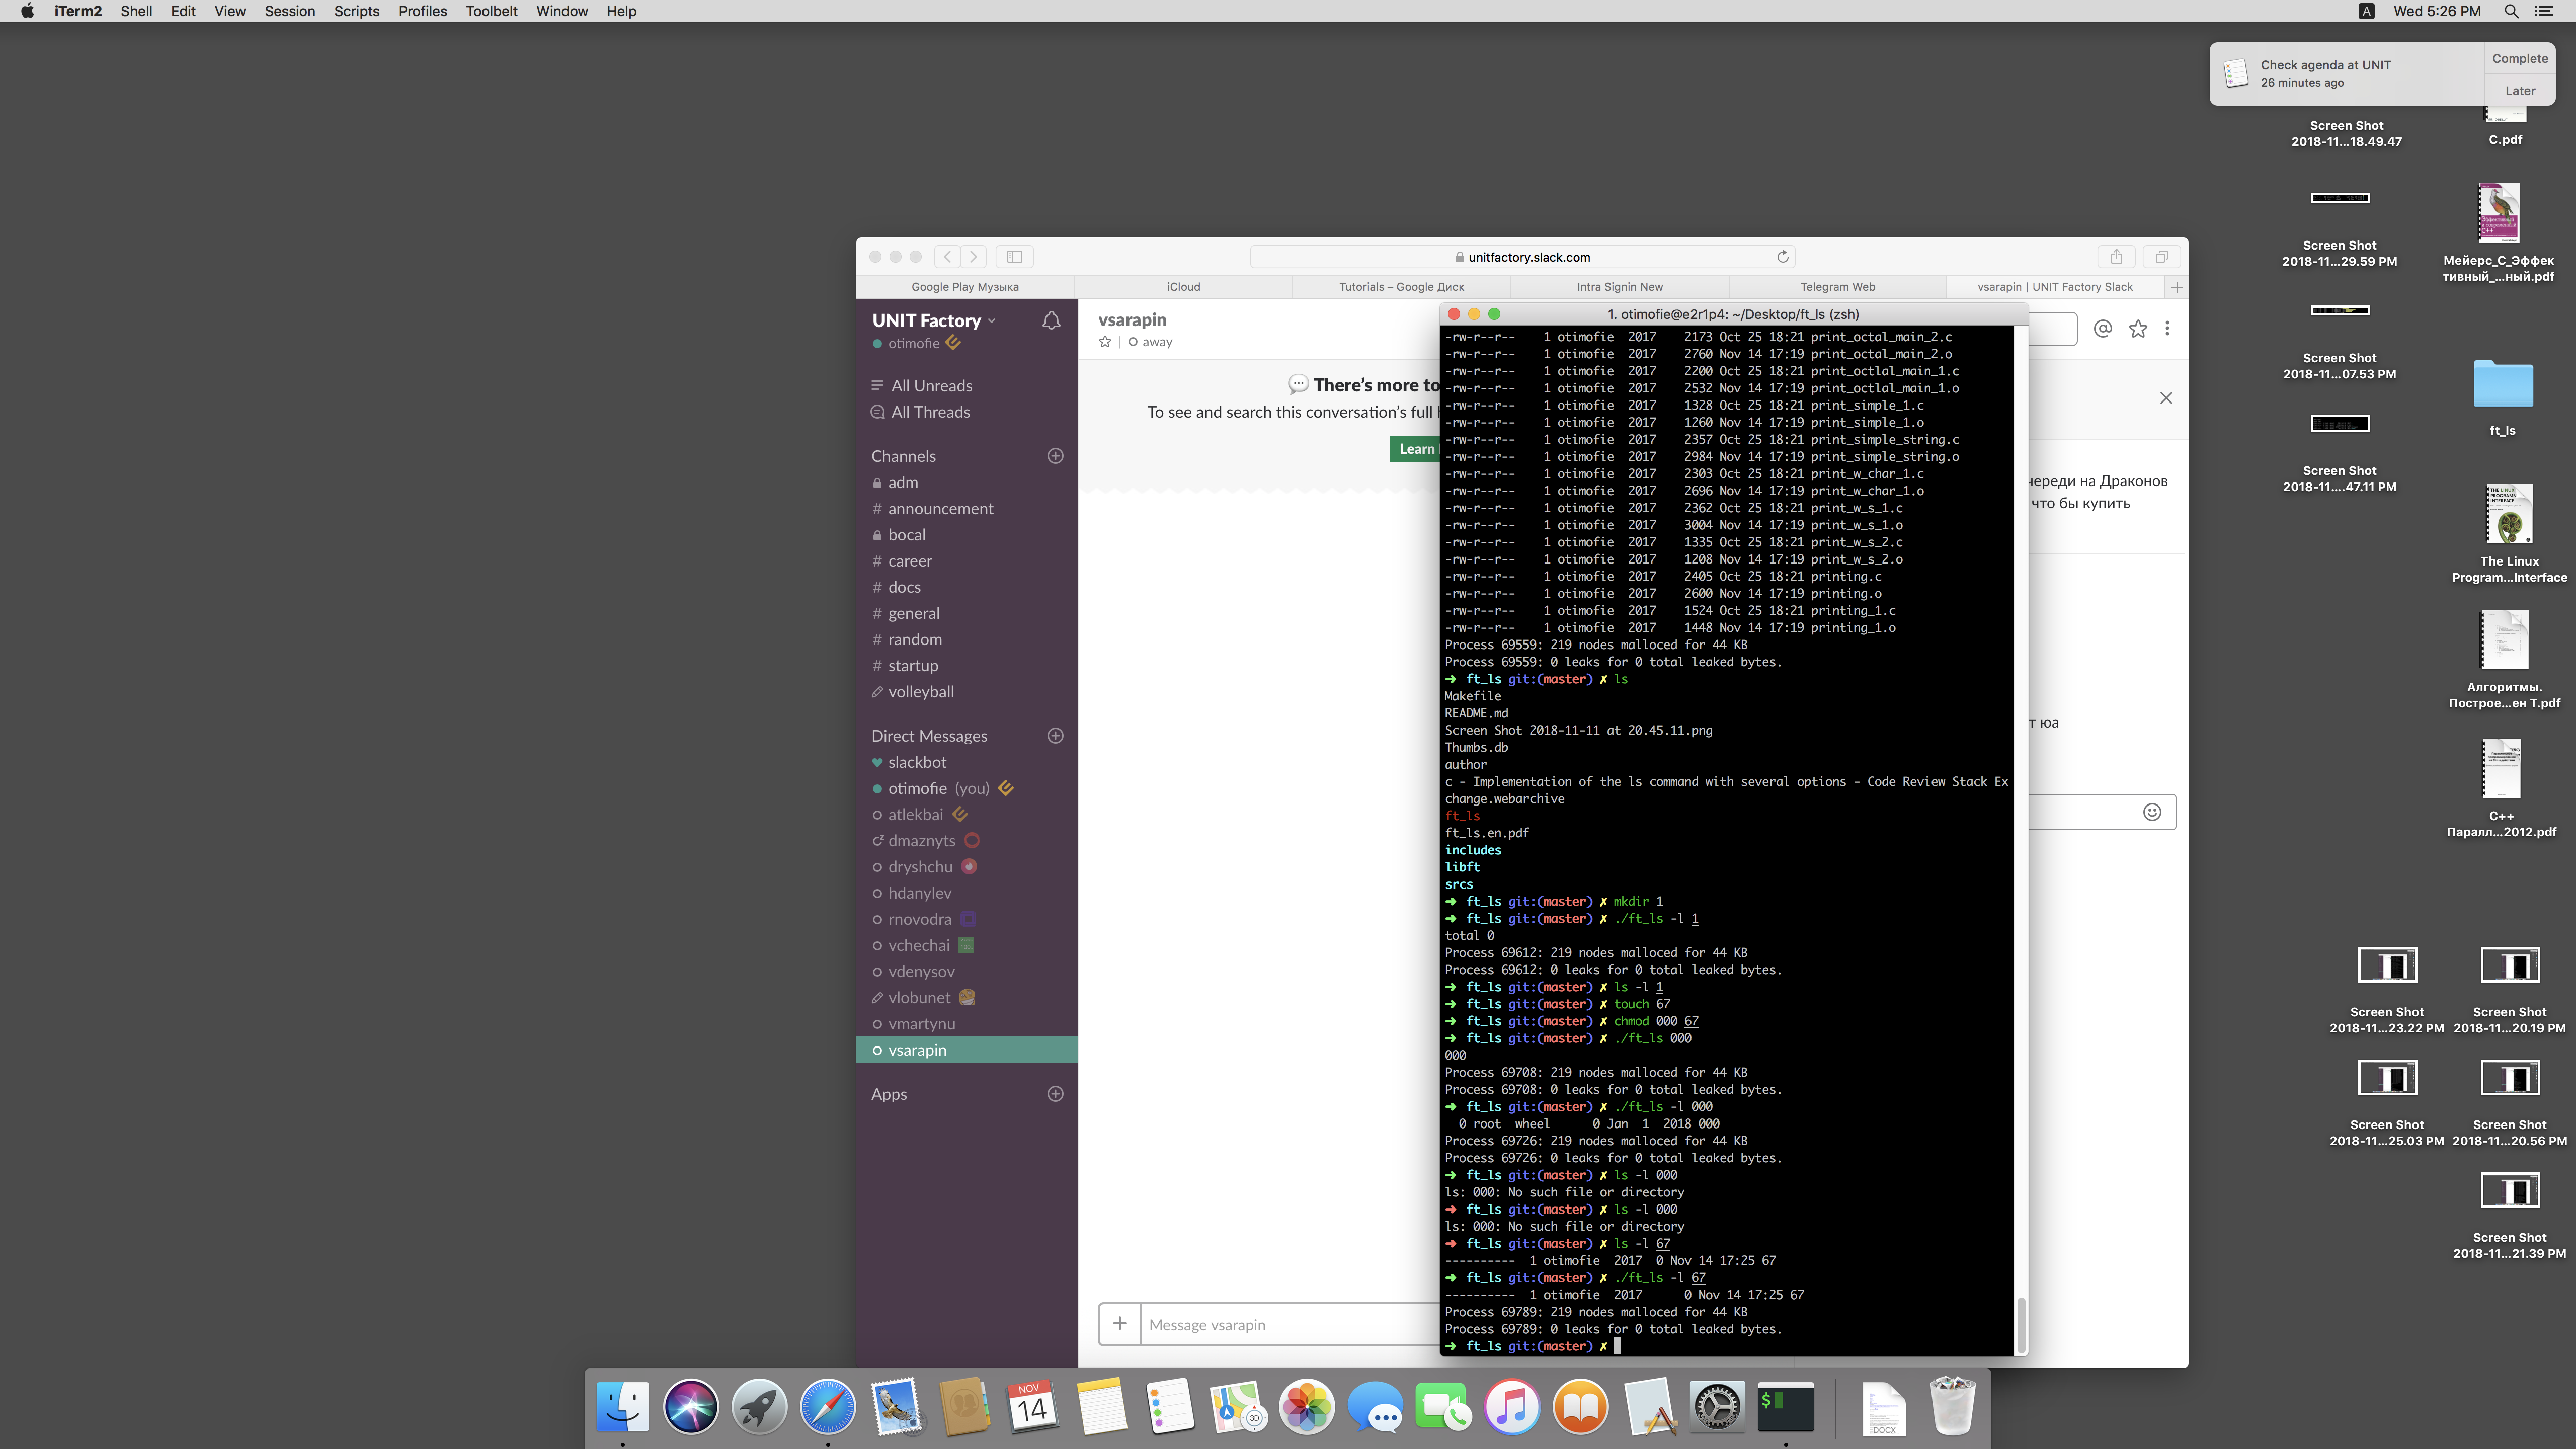 iTerm2 Shell Edit View Session Scripts Profiles Toolbelt Window Help
A Wed 5:26 PM
Check agenda at UNIT
26 minutes ago
Complete
Later
Screen Shot
2018-11...18.49.47
C.pdf
Screen Shot
2018-11...29.59 PM
Мейерс_С_Эффек
тивный_...ный.pdf
Screen Shot
2018-11...07.53 PM
ft_ls
Screen Shot
2018-11....47.11 PM
The Linux
Program...Interface
Алгоритмы.
Построе...ен Т.pdf
C++
Паралл...2012.pdf
Screen Shot
2018-11...23.22 PM
Screen Shot
2018-11...20.19 PM
Screen Shot
2018-11...25.03 PM
Screen Shot
2018-11...20.56 PM
Screen Shot
2018-11...21.39 PM
unitfactory.slack.com
Google Play Музыка
iCloud
Tutorials – Google Диск
Intra Signin New
Telegram Web
vsarapin | UNIT Factory Slack
UNIT Factory
otimofie
All Unreads
All Threads
Channels
adm
# announcement
bocal
# career
# docs
# general
# random
# startup
volleyball
Direct Messages
slackbot
otimofie (you)
atlekbai
dmaznyts
dryshchu
hdanylev
rnovodra
vchechai
vdenysov
vlobunet
vmartynu
vsarapin
Apps
vsarapin
away
There's more to
To see and search this conversation's full
Learn
череди на Драконов
что бы купить
т юа
Message vsarapin
1. otimofie@e2r1p4: ~/Desktop/ft_ls (zsh)
-rw-r--r-- 1 otimofie 2017 2173 Oct 25 18:21 print_octal_main_2.c
-rw-r--r-- 1 otimofie 2017 2760 Nov 14 17:19 print_octal_main_2.o
-rw-r--r-- 1 otimofie 2017 2200 Oct 25 18:21 print_octlal_main_1.c
-rw-r--r-- 1 otimofie 2017 2532 Nov 14 17:19 print_octlal_main_1.o
-rw-r--r-- 1 otimofie 2017 1328 Oct 25 18:21 print_simple_1.c
-rw-r--r-- 1 otimofie 2017 1260 Nov 14 17:19 print_simple_1.o
-rw-r--r-- 1 otimofie 2017 2357 Oct 25 18:21 print_simple_string.c
-rw-r--r-- 1 otimofie 2017 2984 Nov 14 17:19 print_simple_string.o
-rw-r--r-- 1 otimofie 2017 2303 Oct 25 18:21 print_w_char_1.c
-rw-r--r-- 1 otimofie 2017 2696 Nov 14 17:19 print_w_char_1.o
-rw-r--r-- 1 otimofie 2017 2362 Oct 25 18:21 print_w_s_1.c
-rw-r--r-- 1 otimofie 2017 3004 Nov 14 17:19 print_w_s_1.o
-rw-r--r-- 1 otimofie 2017 1335 Oct 25 18:21 print_w_s_2.c
-rw-r--r-- 1 otimofie 2017 1208 Nov 14 17:19 print_w_s_2.o
-rw-r--r-- 1 otimofie 2017 2405 Oct 25 18:21 printing.c
-rw-r--r-- 1 otimofie 2017 2600 Nov 14 17:19 printing.o
-rw-r--r-- 1 otimofie 2017 1524 Oct 25 18:21 printing_1.c
-rw-r--r-- 1 otimofie 2017 1448 Nov 14 17:19 printing_1.o
Process 69559: 219 nodes malloced for 44 KB
Process 69559: 0 leaks for 0 total leaked bytes.
➜ ft_ls git:(master) ✗ ls
Makefile
README.md
Screen Shot 2018-11-11 at 20.45.11.png
Thumbs.db
author
c - Implementation of the ls command with several options - Code Review Stack Ex
change.webarchive
ft_ls
ft_ls.en.pdf
includes
libft
srcs
➜ ft_ls git:(master) ✗ mkdir 1
➜ ft_ls git:(master) ✗ ./ft_ls -l 1
total 0
Process 69612: 219 nodes malloced for 44 KB
Process 69612: 0 leaks for 0 total leaked bytes.
➜ ft_ls git:(master) ✗ ls -l 1
➜ ft_ls git:(master) ✗ touch 67
➜ ft_ls git:(master) ✗ chmod 000 67
➜ ft_ls git:(master) ✗ ./ft_ls 000
000
Process 69708: 219 nodes malloced for 44 KB
Process 69708: 0 leaks for 0 total leaked bytes.
➜ ft_ls git:(master) ✗ ./ft_ls -l 000
0 root wheel 0 Jan 1 2018 000
Process 69726: 219 nodes malloced for 44 KB
Process 69726: 0 leaks for 0 total leaked bytes.
➜ ft_ls git:(master) ✗ ls -l 000
ls: 000: No such file or directory
➜ ft_ls git:(master) ✗ ls -l 000
ls: 000: No such file or directory
➜ ft_ls git:(master) ✗ ls -l 67
---------- 1 otimofie 2017 0 Nov 14 17:25 67
➜ ft_ls git:(master) ✗ ./ft_ls -l 67
---------- 1 otimofie 2017 0 Nov 14 17:25 67
Process 69789: 219 nodes malloced for 44 KB
Process 69789: 0 leaks for 0 total leaked bytes.
➜ ft_ls git:(master) ✗
NOV
14
3D
$
DOCX